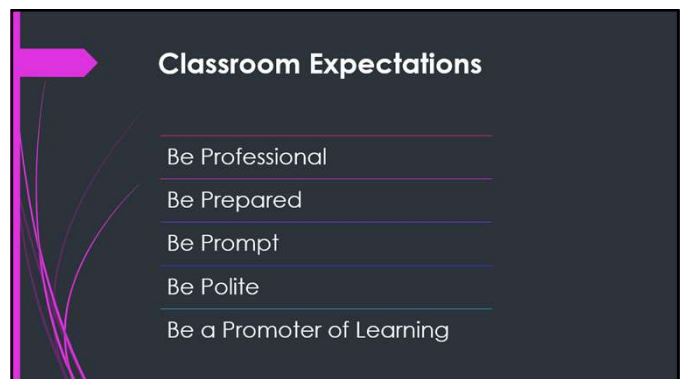 Classroom Expectations
Be Professional
Be Prepared
Be Prompt
Be Polite
Be a Promoter of Learning